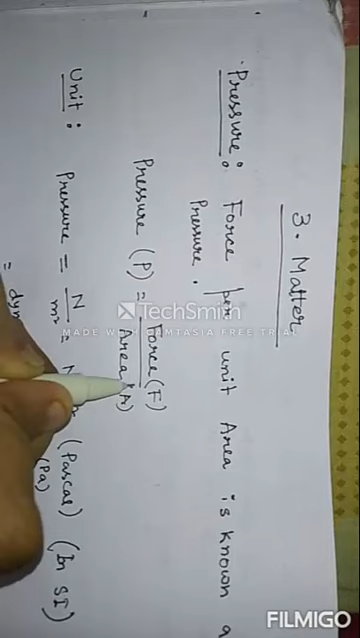 3. Matter
Pressure: Force per unit Area is known a
Pressure.
Pressure (P) = Force (F)
Area (A)
Unit: Pressure = N
m² = N (Pascal) (In SI)
(Pa)
= dyn
TechSmith
MADE WITH CAMTASIA FREE TRIAL
FILMIGO